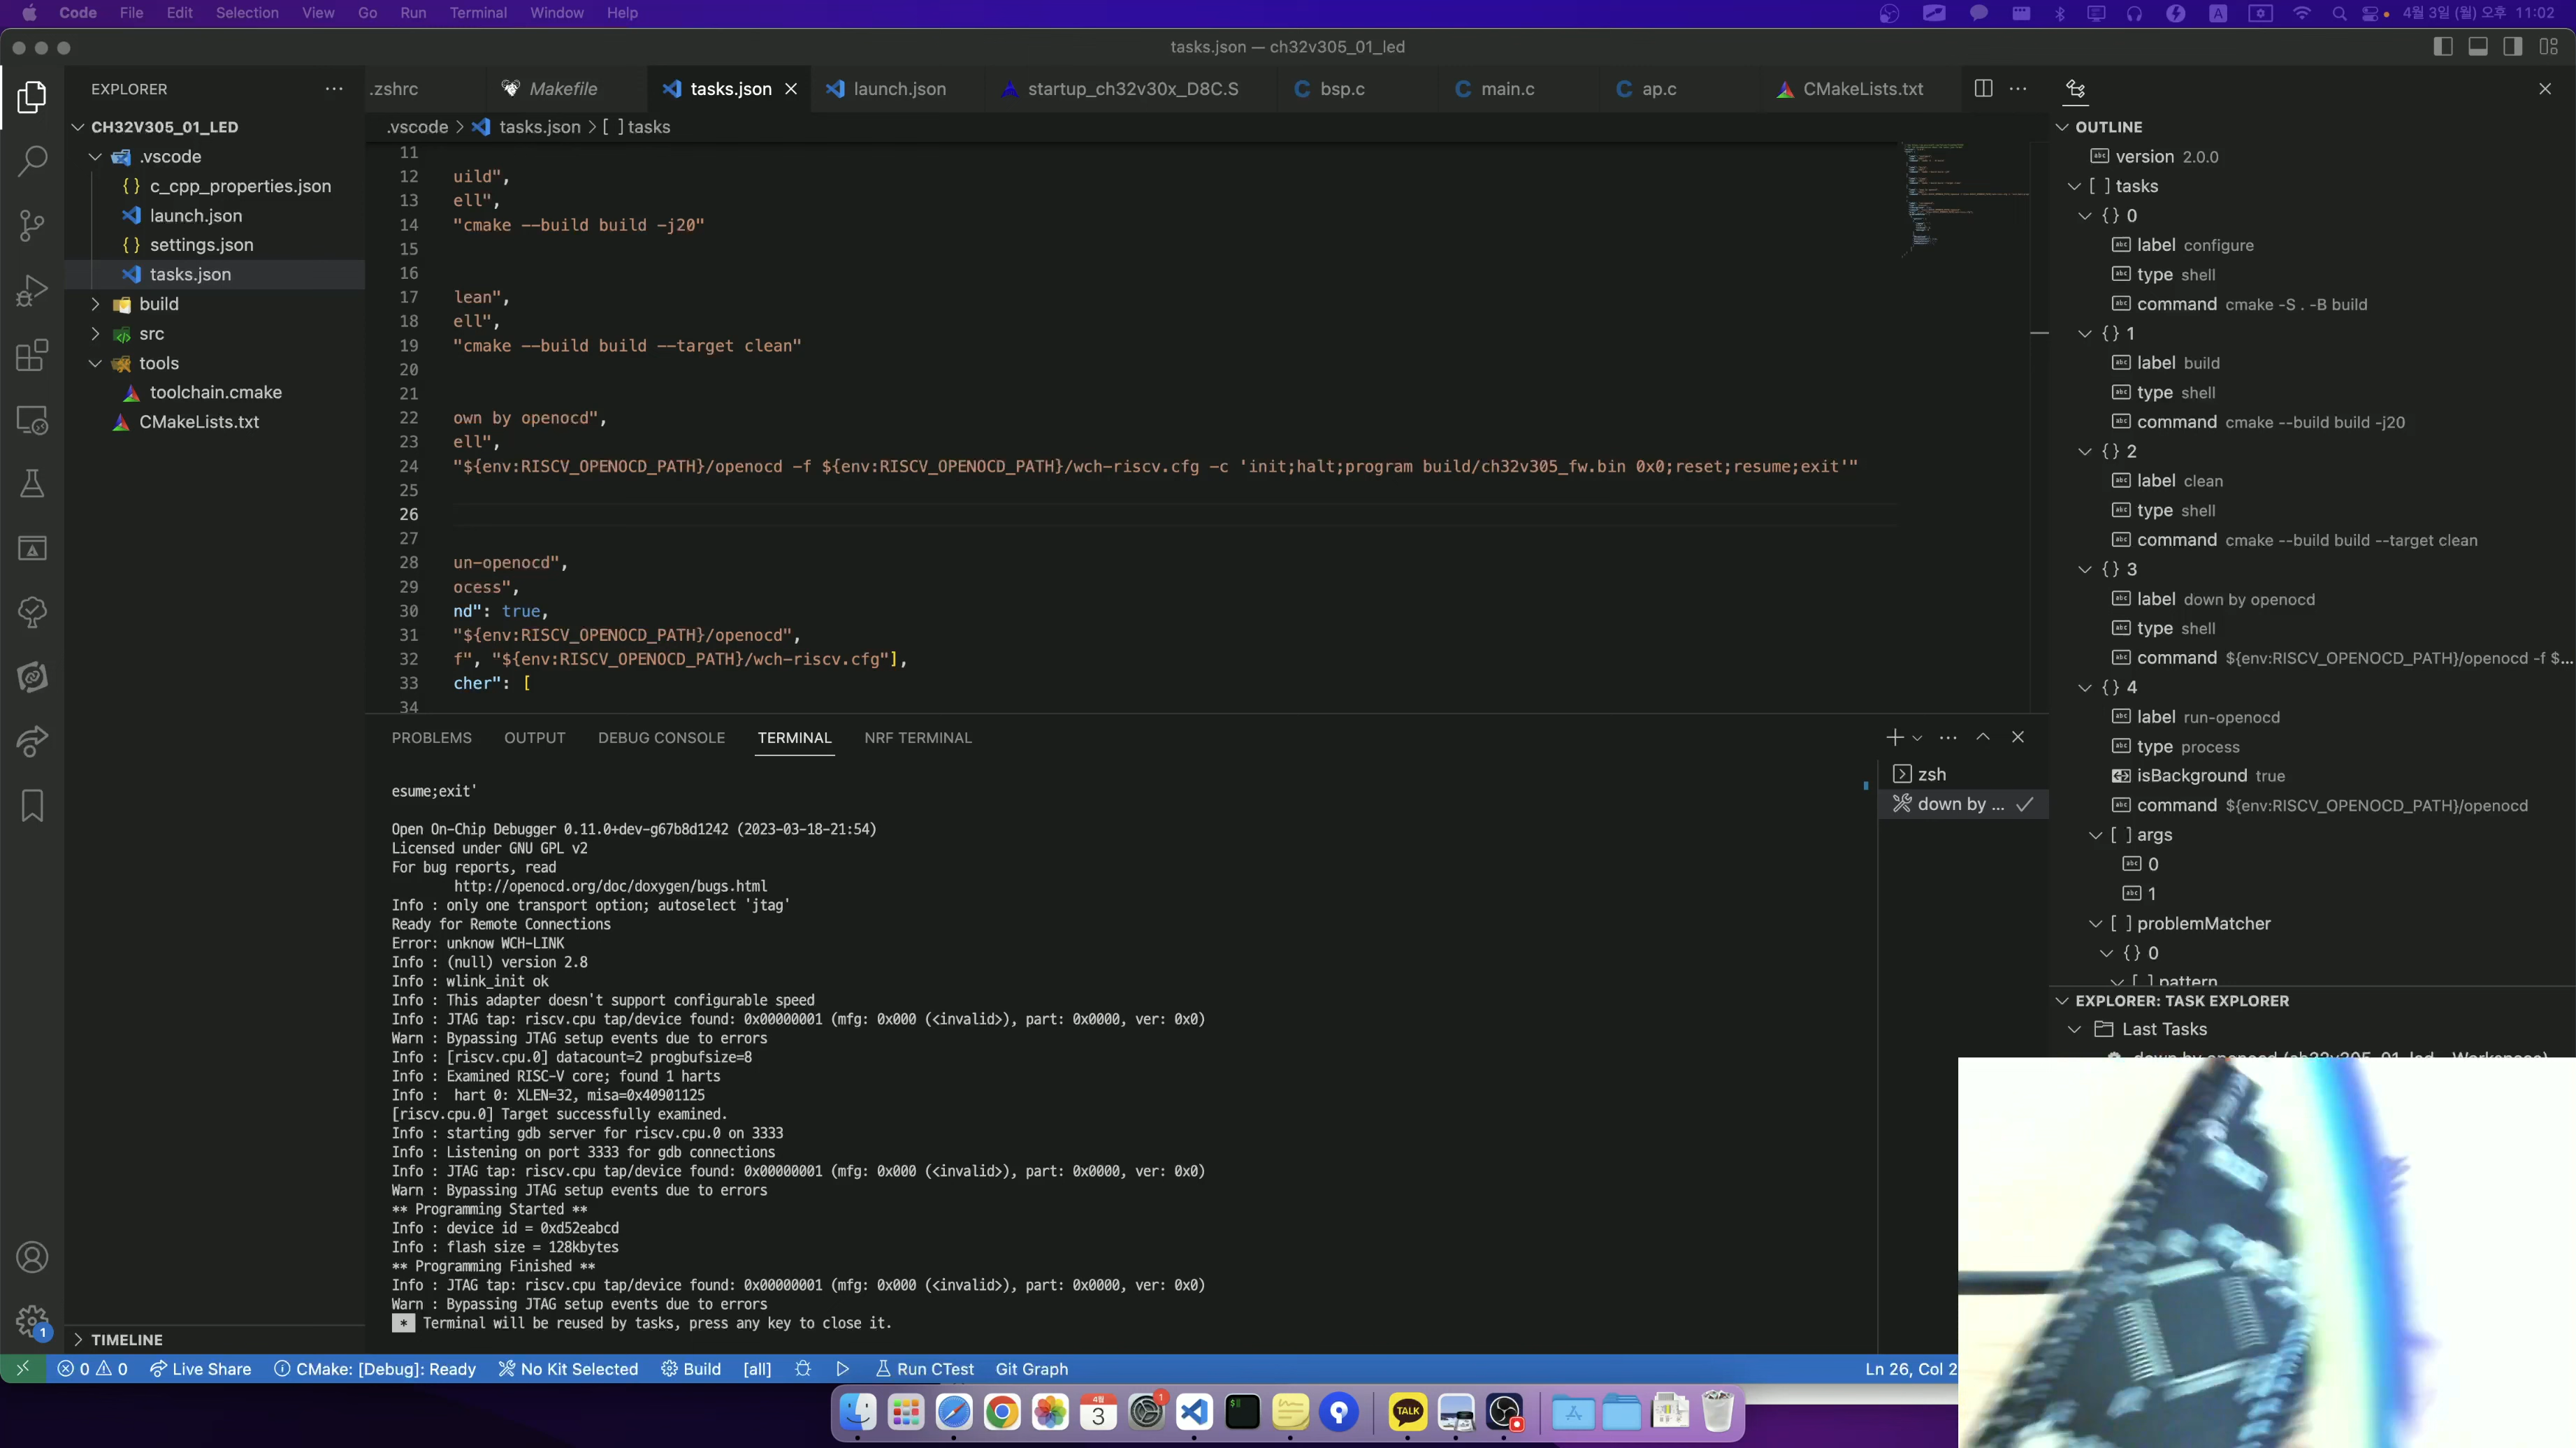 Code File Edit Selection View Go Run Terminal Window Help
4월 3일 (월) 오후 11:02
tasks.json — ch32v305_01_led
EXPLORER
CH32V305_01_LED
.vscode
c_cpp_properties.json
launch.json
settings.json
tasks.json
build
src
tools
toolchain.cmake
CMakeLists.txt
TIMELINE
.zshrc Makefile tasks.json launch.json startup_ch32v30x_D8C.S bsp.c main.c ap.c CMakeLists.txt
.vscode > tasks.json > [ ] tasks
11
12 uild",
13 ell",
14 "cmake --build build -j20"
15
16
17 lean",
18 ell",
19 "cmake --build build --target clean"
20
21
22 own by openocd",
23 ell",
24 "${env:RISCV_OPENOCD_PATH}/openocd -f ${env:RISCV_OPENOCD_PATH}/wch-riscv.cfg -c 'init;halt;program build/ch32v305_fw.bin 0x0;reset;resume;exit'"
25
26
27
28 un-openocd",
29 ocess",
30 nd": true,
31 "${env:RISCV_OPENOCD_PATH}/openocd",
32 f", "${env:RISCV_OPENOCD_PATH}/wch-riscv.cfg"],
33 cher": [
34
PROBLEMS OUTPUT DEBUG CONSOLE TERMINAL NRF TERMINAL
zsh
down by ...
esume;exit'
Open On-Chip Debugger 0.11.0+dev-g67b8d1242 (2023-03-18-21:54)
Licensed under GNU GPL v2
For bug reports, read
http://openocd.org/doc/doxygen/bugs.html
Info : only one transport option; autoselect 'jtag'
Ready for Remote Connections
Error: unknow WCH-LINK
Info : (null) version 2.8
Info : wlink_init ok
Info : This adapter doesn't support configurable speed
Info : JTAG tap: riscv.cpu tap/device found: 0x00000001 (mfg: 0x000 (<invalid>), part: 0x0000, ver: 0x0)
Warn : Bypassing JTAG setup events due to errors
Info : [riscv.cpu.0] datacount=2 progbufsize=8
Info : Examined RISC-V core; found 1 harts
Info :  hart 0: XLEN=32, misa=0x40901125
[riscv.cpu.0] Target successfully examined.
Info : starting gdb server for riscv.cpu.0 on 3333
Info : Listening on port 3333 for gdb connections
Info : JTAG tap: riscv.cpu tap/device found: 0x00000001 (mfg: 0x000 (<invalid>), part: 0x0000, ver: 0x0)
Warn : Bypassing JTAG setup events due to errors
** Programming Started **
Info : device id = 0xd52eabcd
Info : flash size = 128kbytes
** Programming Finished **
Info : JTAG tap: riscv.cpu tap/device found: 0x00000001 (mfg: 0x000 (<invalid>), part: 0x0000, ver: 0x0)
Warn : Bypassing JTAG setup events due to errors
* Terminal will be reused by tasks, press any key to close it.
OUTLINE
version 2.0.0
[ ] tasks
{} 0
label configure
type shell
command cmake -S . -B build
{} 1
label build
type shell
command cmake --build build -j20
{} 2
label clean
type shell
command cmake --build build --target clean
{} 3
label down by openocd
type shell
command ${env:RISCV_OPENOCD_PATH}/openocd -f $...
{} 4
label run-openocd
type process
isBackground true
command ${env:RISCV_OPENOCD_PATH}/openocd
[ ] args
0
1
[ ] problemMatcher
{} 0
[ ] pattern
EXPLORER: TASK EXPLORER
Last Tasks
down by openocd (ch32v305_01_led - Workspace)
0 0 Live Share CMake: [Debug]: Ready No Kit Selected Build [all] Run CTest Git Graph Ln 26, Col 2
4월
3
1
TALK